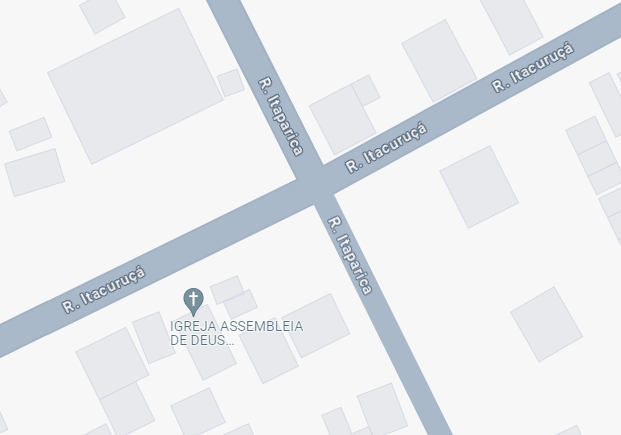 R. Itacuruçá
R. Itaparica
R. Itacuruçá
R. Itaparica
R. Itacuruçá
IGREJA ASSEMBLEIA
DE DEUS...